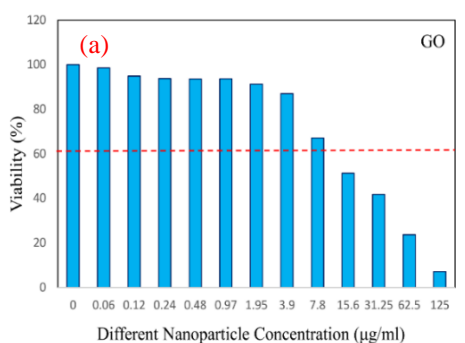 120
(a)
GO
100
80
60
40
20
0
Viability (%)
0 0.06 0.12 0.24 0.48 0.97 1.95 3.9 7.8 15.6 31.25 62.5 125
Different Nanoparticle Concentration (µg/ml)